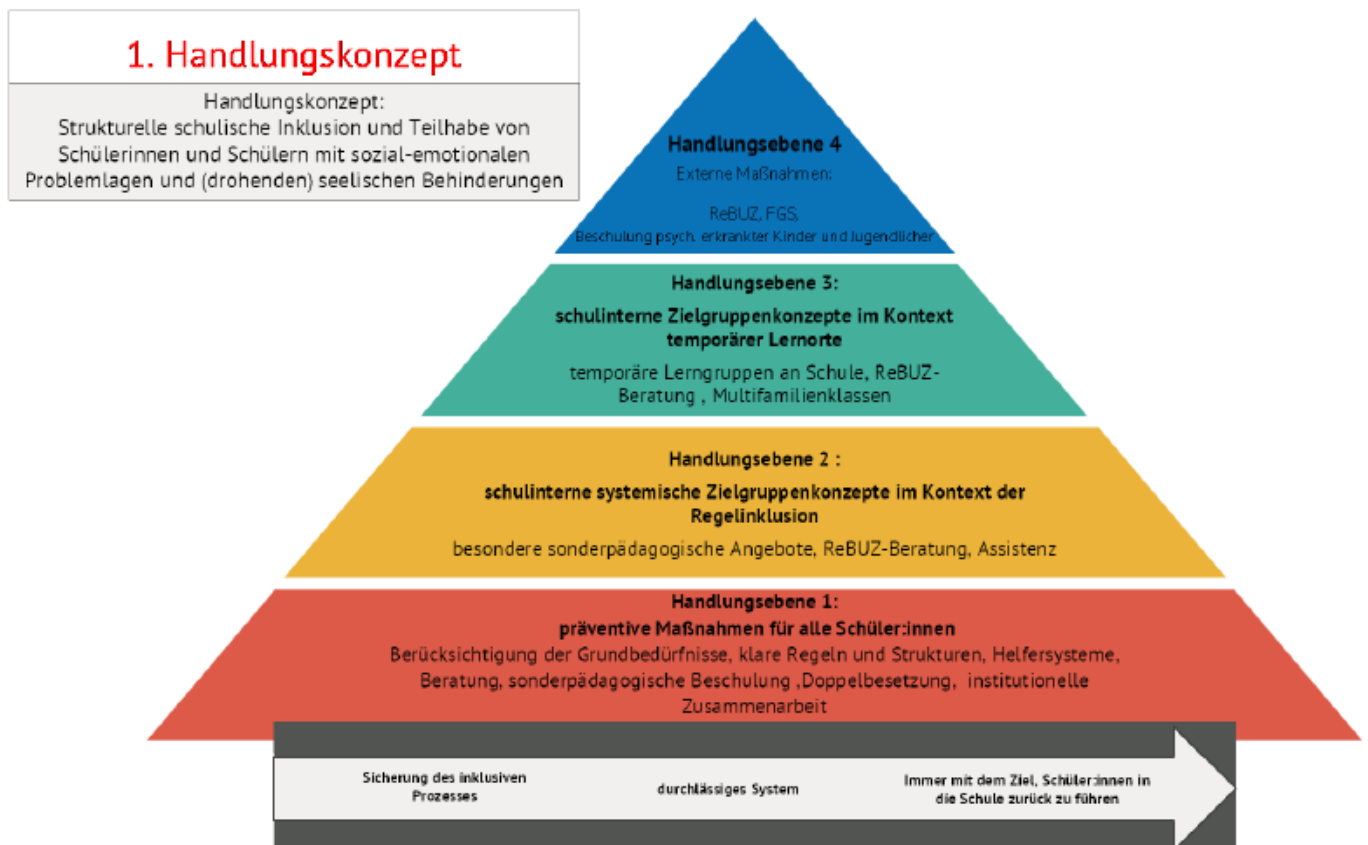 1. Handlungskonzept
Handlungskonzept:
Strukturelle schulische Inklusion und Teilhabe von
Schülerinnen und Schülern mit sozial-emotionalen
Problemlagen und (drohenden) seelischen Behinderungen
Handlungsebene 4
Externe Maßnahmen:
ReBUZ, FGS,
Beschulung psych. erkrankter Kinder und Jugendlicher
Handlungsebene 3:
schulinterne Zielgruppenkonzepte im Kontext
temporärer Lernorte
temporäre Lerngruppen an Schule, ReBUZ-
Beratung , Multifamilienklassen
Handlungsebene 2 :
schulinterne systemische Zielgruppenkonzepte im Kontext der
Regelinklusion
besondere sonderpädagogische Angebote, ReBUZ-Beratung, Assistenz
Handlungsebene 1:
präventive Maßnahmen für alle Schüler:innen
Berücksichtigung der Grundbedürfnisse, klare Regeln und Strukturen, Helfersysteme,
Beratung, sonderpädagogische Beschulung ,Doppelbesetzung, institutionelle
Zusammenarbeit
Sicherung des inklusiven
Prozesses
durchlässiges System
Immer mit dem Ziel, Schüler:innen in
die Schule zurück zu führen